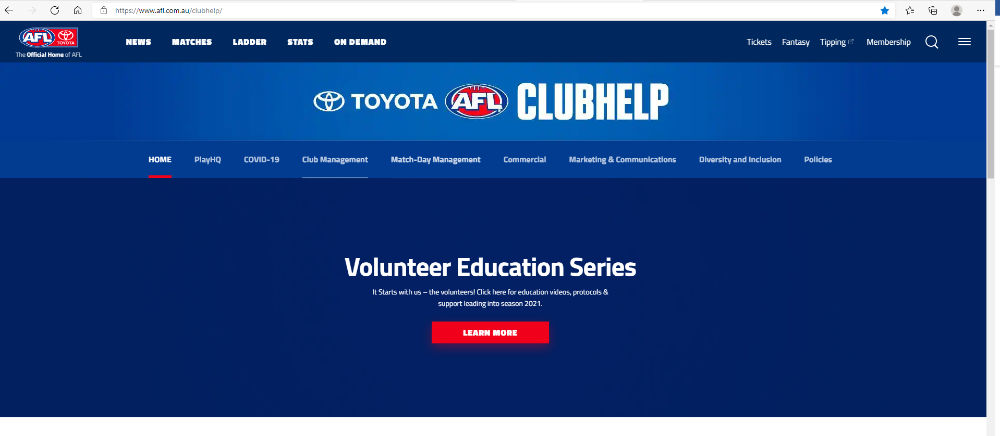 https://www.afl.com.au/clubhelp/
AFL TOYOTA
The Official Home of AFL
NEWS MATCHES LADDER STATS ON DEMAND
Tickets Fantasy Tipping Membership
TOYOTA AFL CLUBHELP
HOME PlayHQ COVID-19 Club Management Match-Day Management Commercial Marketing & Communications Diversity and Inclusion Policies
Volunteer Education Series
It Starts with us – the volunteers! Click here for education videos, protocols &
support leading into season 2021.
LEARN MORE